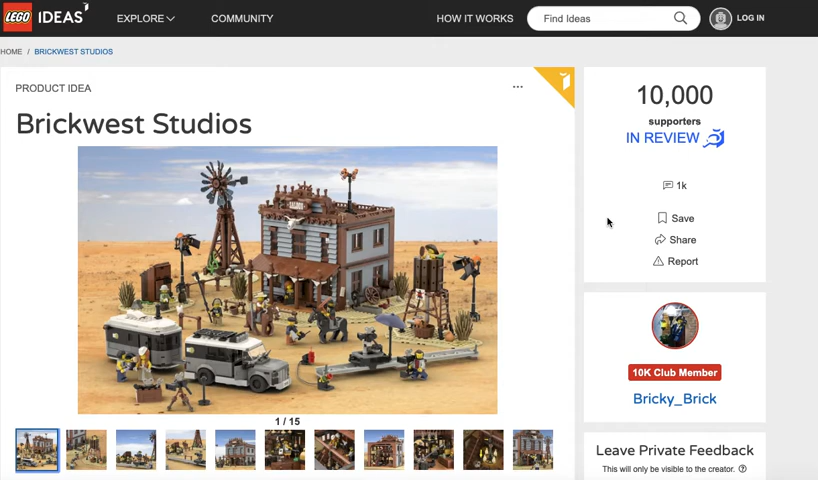 LEGO IDEAS
EXPLORE
COMMUNITY
HOW IT WORKS
Find Ideas
LOG IN
HOME / BRICKWEST STUDIOS
PRODUCT IDEA
...
Brickwest Studios
SALOON
1 / 15
10,000
supporters
IN REVIEW
1k
Save
Share
Report
10K Club Member
Bricky_Brick
Leave Private Feedback
This will only be visible to the creator. ?